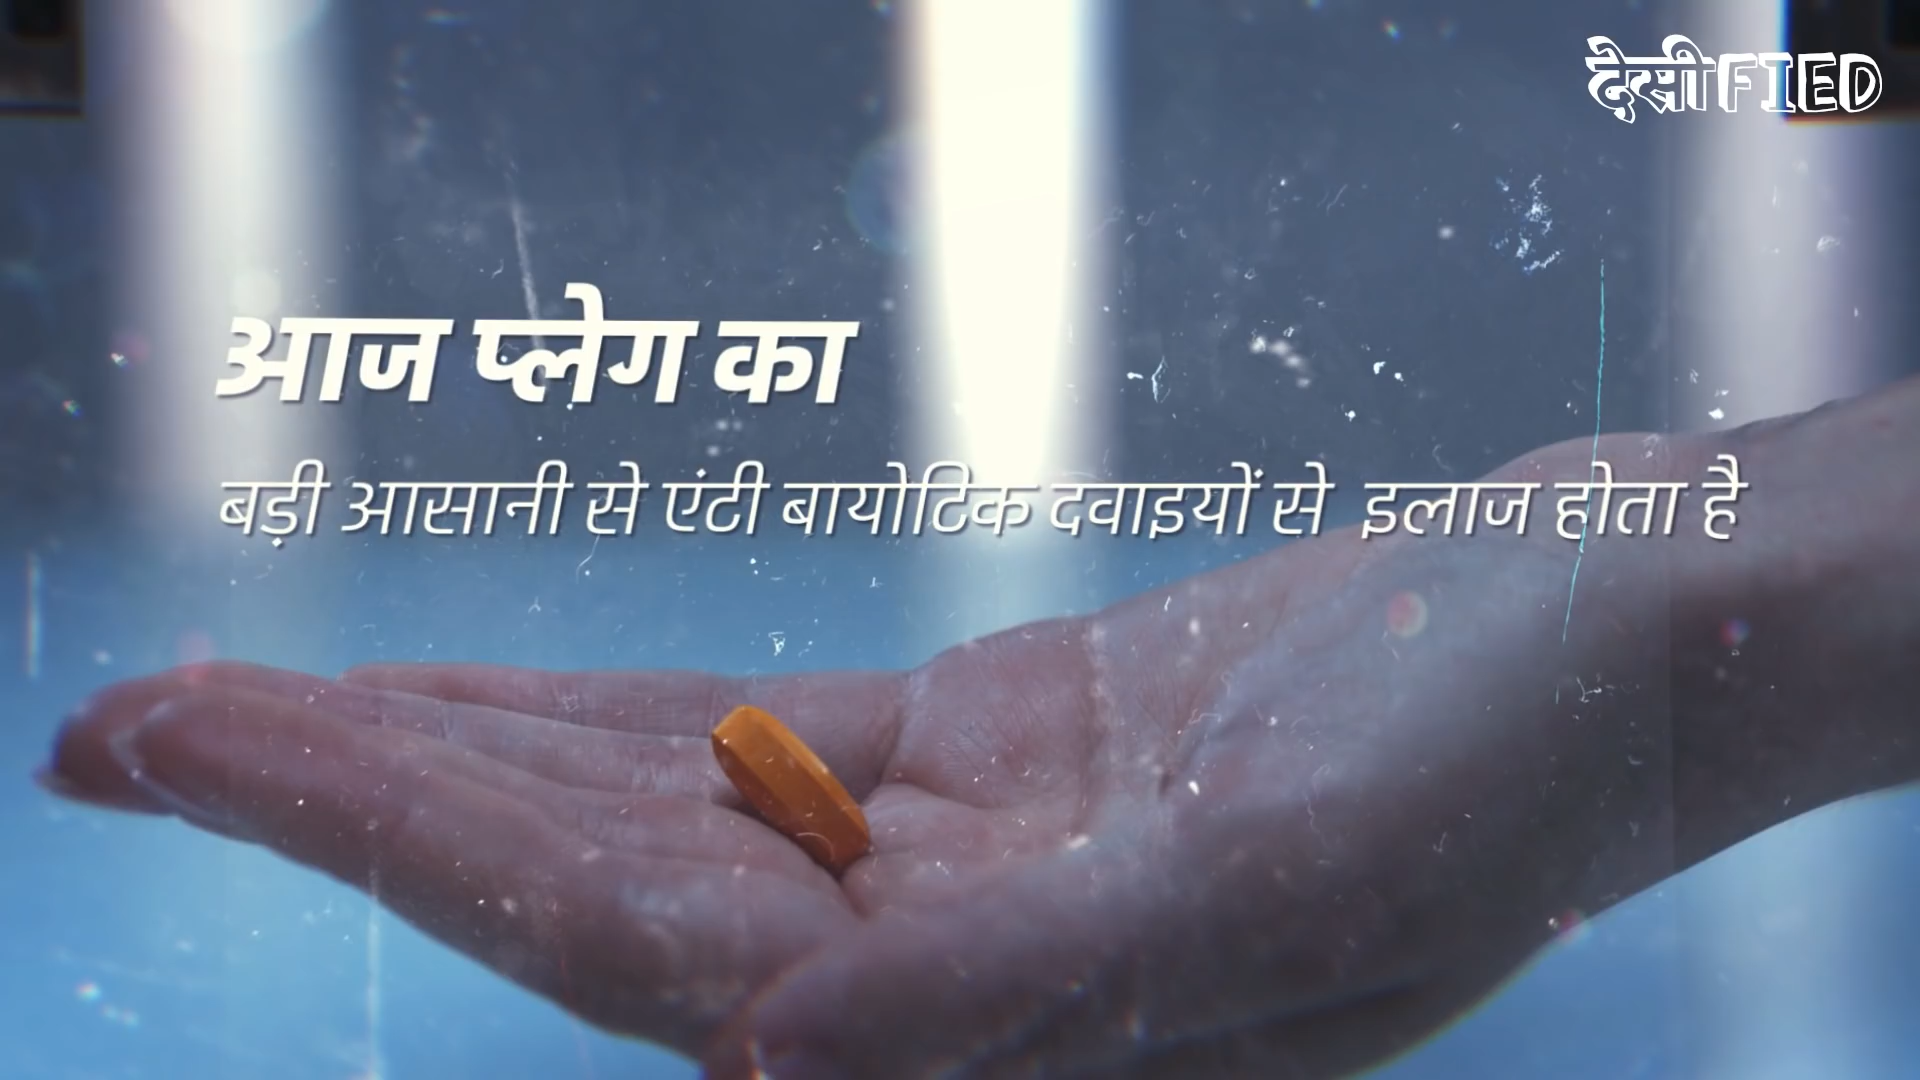 देसीFIED
आज प्लेग का
बड़ी आसानी से एंटी बायोटिक दवाइयों से इलाज होता है